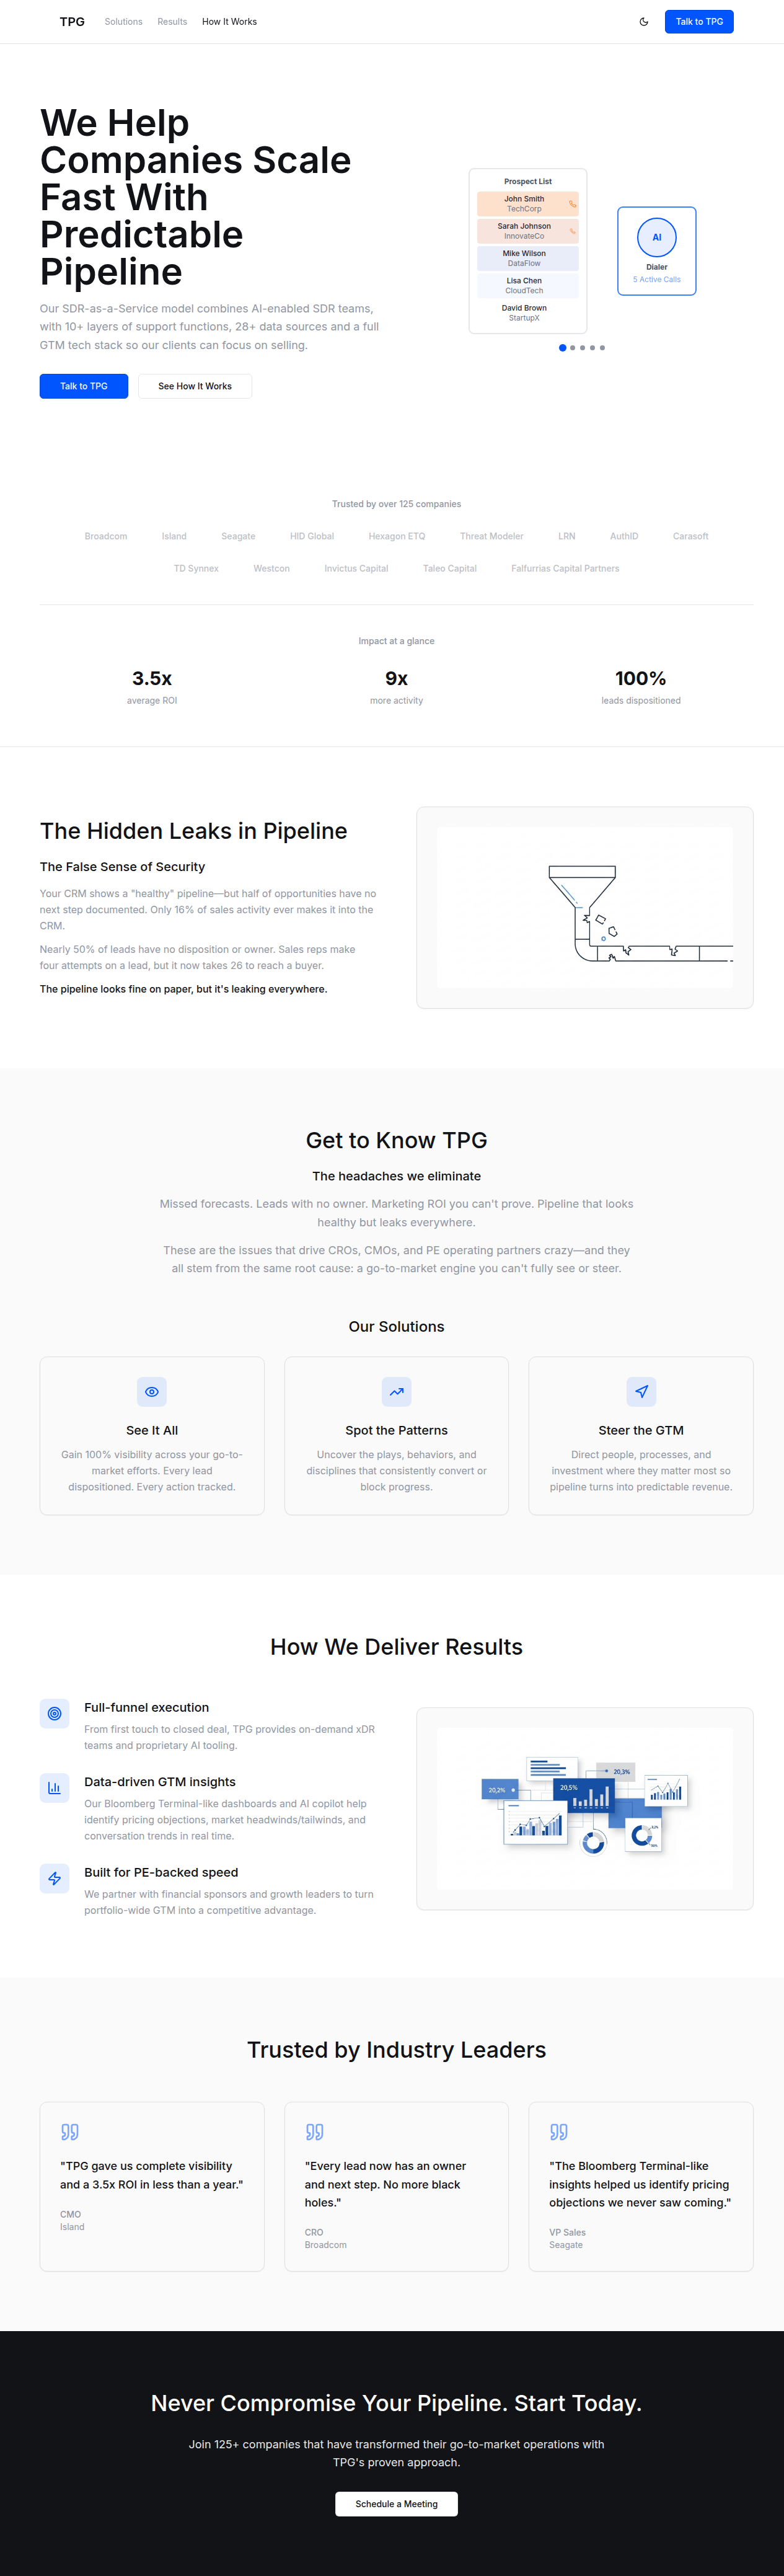 TPG
Solutions
Results
How It Works
Talk to TPG
We Help
Companies Scale
Fast With
Predictable
Pipeline
Our SDR-as-a-Service model combines AI-enabled SDR teams,
with 10+ layers of support functions, 28+ data sources and a full
GTM tech stack so our clients can focus on selling.
Talk to TPG
See How It Works
Prospect List
John Smith
TechCorp
Sarah Johnson
InnovateCo
Mike Wilson
DataFlow
Lisa Chen
CloudTech
David Brown
StartupX
AI
Dialer
5 Active Calls
Trusted by over 125 companies
Broadcom
Island
Seagate
HID Global
Hexagon ETQ
Threat Modeler
LRN
AuthID
Carasoft
TD Synnex
Westcon
Invictus Capital
Taleo Capital
Falfurrias Capital Partners
Impact at a glance
3.5x
average ROI
9x
more activity
100%
leads dispositioned
The Hidden Leaks in Pipeline
The False Sense of Security
Your CRM shows a "healthy" pipeline—but half of opportunities have no
next step documented. Only 16% of sales activity ever makes it into the
CRM.
Nearly 50% of leads have no disposition or owner. Sales reps make
four attempts on a lead, but it now takes 26 to reach a buyer.
The pipeline looks fine on paper, but it's leaking everywhere.
Get to Know TPG
The headaches we eliminate
Missed forecasts. Leads with no owner. Marketing ROI you can't prove. Pipeline that looks
healthy but leaks everywhere.
These are the issues that drive CROs, CMOs, and PE operating partners crazy—and they
all stem from the same root cause: a go-to-market engine you can't fully see or steer.
Our Solutions
See It All
Gain 100% visibility across your go-to-
market efforts. Every lead
dispositioned. Every action tracked.
Spot the Patterns
Uncover the plays, behaviors, and
disciplines that consistently convert or
block progress.
Steer the GTM
Direct people, processes, and
investment where they matter most so
pipeline turns into predictable revenue.
How We Deliver Results
Full-funnel execution
From first touch to closed deal, TPG provides on-demand xDR
teams and proprietary AI tooling.
Data-driven GTM insights
Our Bloomberg Terminal-like dashboards and AI copilot help
identify pricing objections, market headwinds/tailwinds, and
conversation trends in real time.
Built for PE-backed speed
We partner with financial sponsors and growth leaders to turn
portfolio-wide GTM into a competitive advantage.
20,2%
20,5%
20,3%
Trusted by Industry Leaders
"TPG gave us complete visibility
and a 3.5x ROI in less than a year."
CMO
Island
"Every lead now has an owner
and next step. No more black
holes."
CRO
Broadcom
"The Bloomberg Terminal-like
insights helped us identify pricing
objections we never saw coming."
VP Sales
Seagate
Never Compromise Your Pipeline. Start Today.
Join 125+ companies that have transformed their go-to-market operations with
TPG's proven approach.
Schedule a Meeting